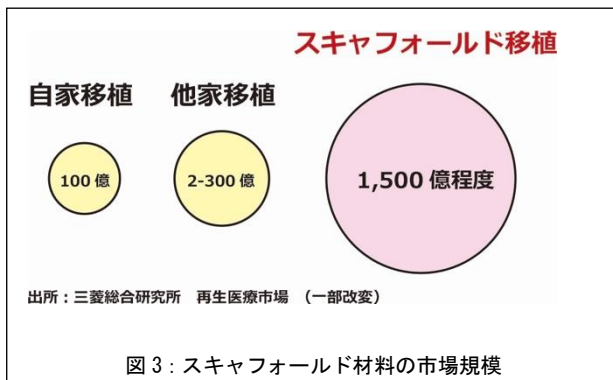 スキャフォールド移植
自家移植 他家移植
100億 2-300億 1,500億程度
出所:三菱総合研究所 再生医療市場 (一部改変)
図3:スキャフォールド材料の市場規模